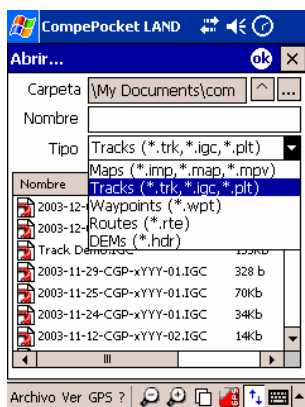 CompePocket LAND
Abrir...
ok
Carpeta \My Documents\com ^ ...
Nombre
Tipo Tracks (*.trk,*.igc,*.plt)
Maps (*.imp,*.map,*.mpv)
Tracks (*.trk,*.igc,*.plt)
Waypoints (*.wpt)
Routes (*.rte)
DEMs (*.hdr)
Nombre
2003-12-
2003-12-
Track Demo.IGC
2003-11-29-CGP-xYYY-01.IGC 328 b
2003-11-25-CGP-xYYY-01.IGC 70Kb
2003-11-24-CGP-xYYY-01.IGC 34Kb
2003-11-12-CGP-xYYY-02.IGC 14Kb
Archivo Ver GPS ?